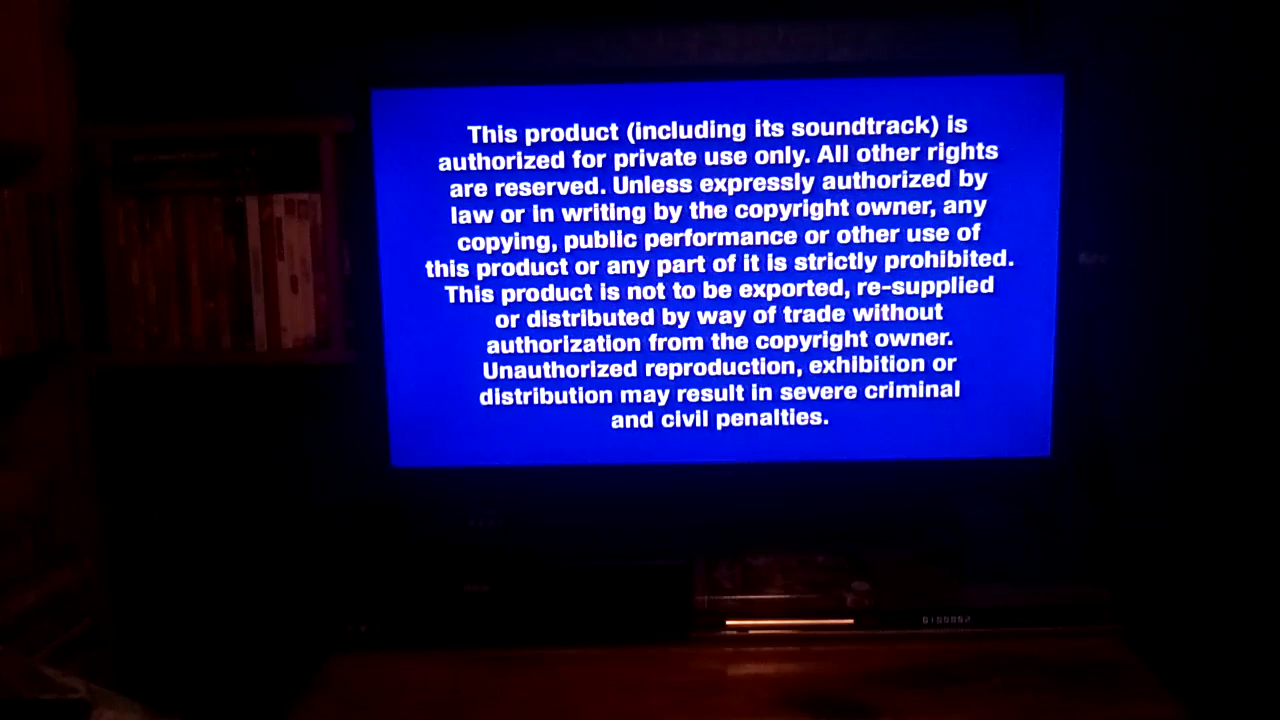 This product (including its soundtrack) is
authorized for private use only. All other rights
are reserved. Unless expressly authorized by
law or in writing by the copyright owner, any
copying, public performance or other use of
this product or any part of it is strictly prohibited.
This product is not to be exported, re-supplied
or distributed by way of trade without
authorization from the copyright owner.
Unauthorized reproduction, exhibition or
distribution may result in severe criminal
and civil penalties.